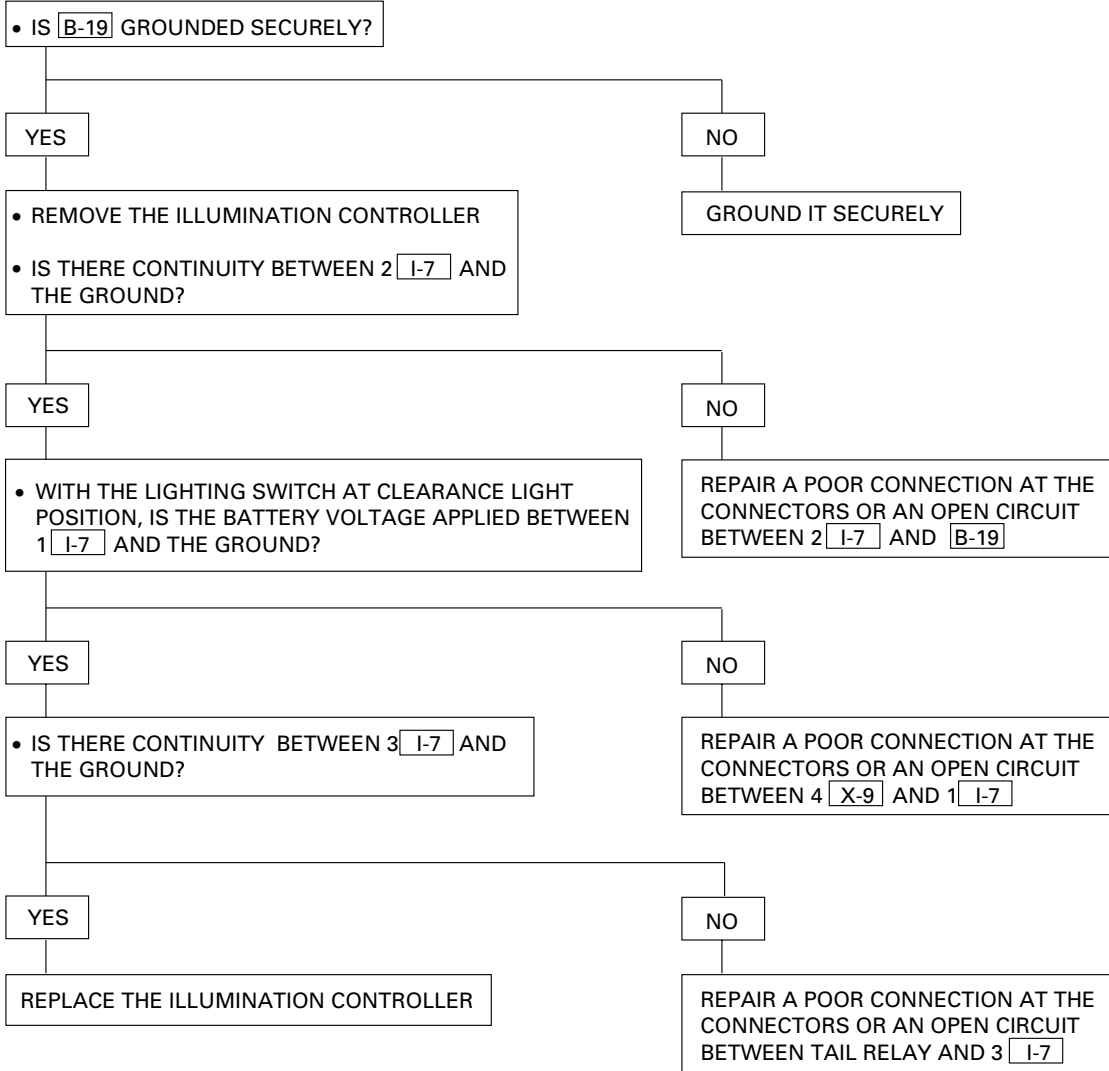 • IS B-19 GROUNDED SECURELY?
YES
NO
• REMOVE THE ILLUMINATION CONTROLLER
• IS THERE CONTINUITY BETWEEN 2 I-7 AND
THE GROUND?
GROUND IT SECURELY
YES
NO
• WITH THE LIGHTING SWITCH AT CLEARANCE LIGHT
POSITION, IS THE BATTERY VOLTAGE APPLIED BETWEEN
1 I-7 AND THE GROUND?
REPAIR A POOR CONNECTION AT THE
CONNECTORS OR AN OPEN CIRCUIT
BETWEEN 2 I-7 AND B-19
YES
NO
• IS THERE CONTINUITY BETWEEN 3 I-7 AND
THE GROUND?
REPAIR A POOR CONNECTION AT THE
CONNECTORS OR AN OPEN CIRCUIT
BETWEEN 4 X-9 AND 1 I-7
YES
NO
REPLACE THE ILLUMINATION CONTROLLER
REPAIR A POOR CONNECTION AT THE
CONNECTORS OR AN OPEN CIRCUIT
BETWEEN TAIL RELAY AND 3 I-7